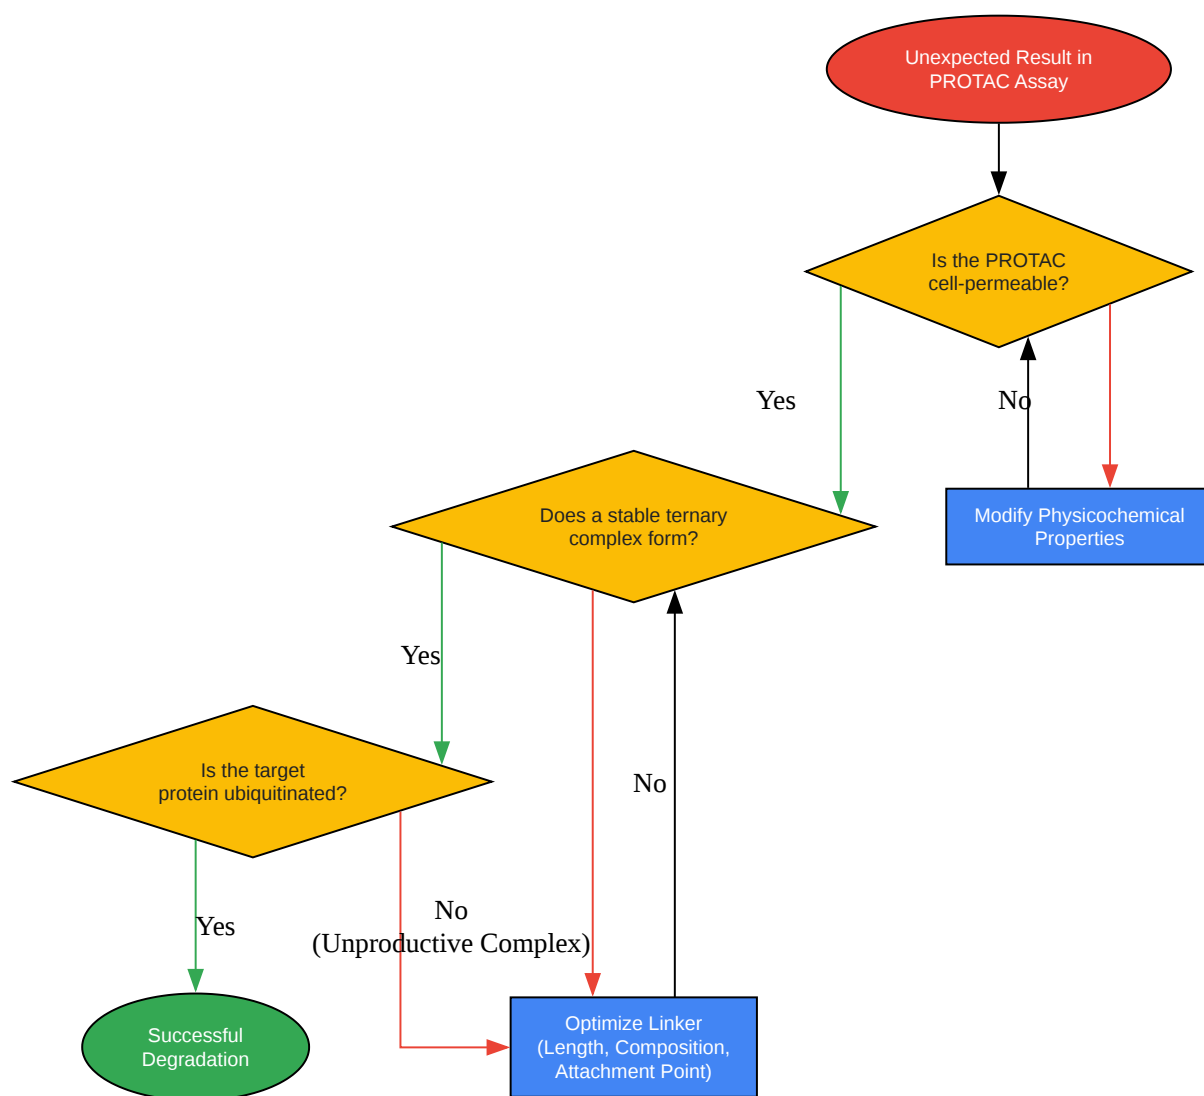 Unexpected Result in
PROTAC Assay
Is the PROTAC
cell-permeable?
Yes
No
Does a stable ternary
complex form?
Modify Physicochemical
Properties
Yes
Is the target
protein ubiquitinated?
No
No
(Unproductive Complex)
Yes
Successful
Degradation
Optimize Linker
(Length, Composition,
Attachment Point)